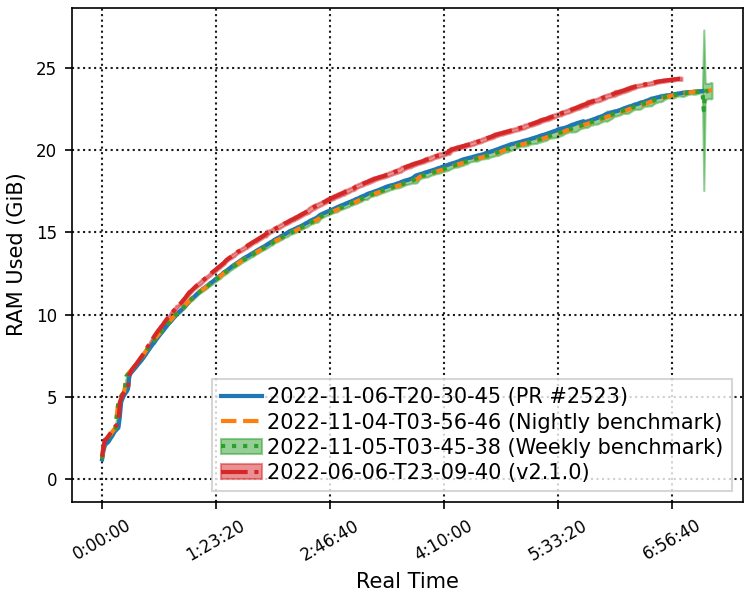 25
20
15
10
5
0
RAM Used (GiB)
2022-11-06-T20-30-45 (PR #2523)
2022-11-04-T03-56-46 (Nightly benchmark)
2022-11-05-T03-45-38 (Weekly benchmark)
2022-06-06-T23-09-40 (v2.1.0)
0:00:00
1:23:20
2:46:40
4:10:00
5:33:20
6:56:40
Real Time